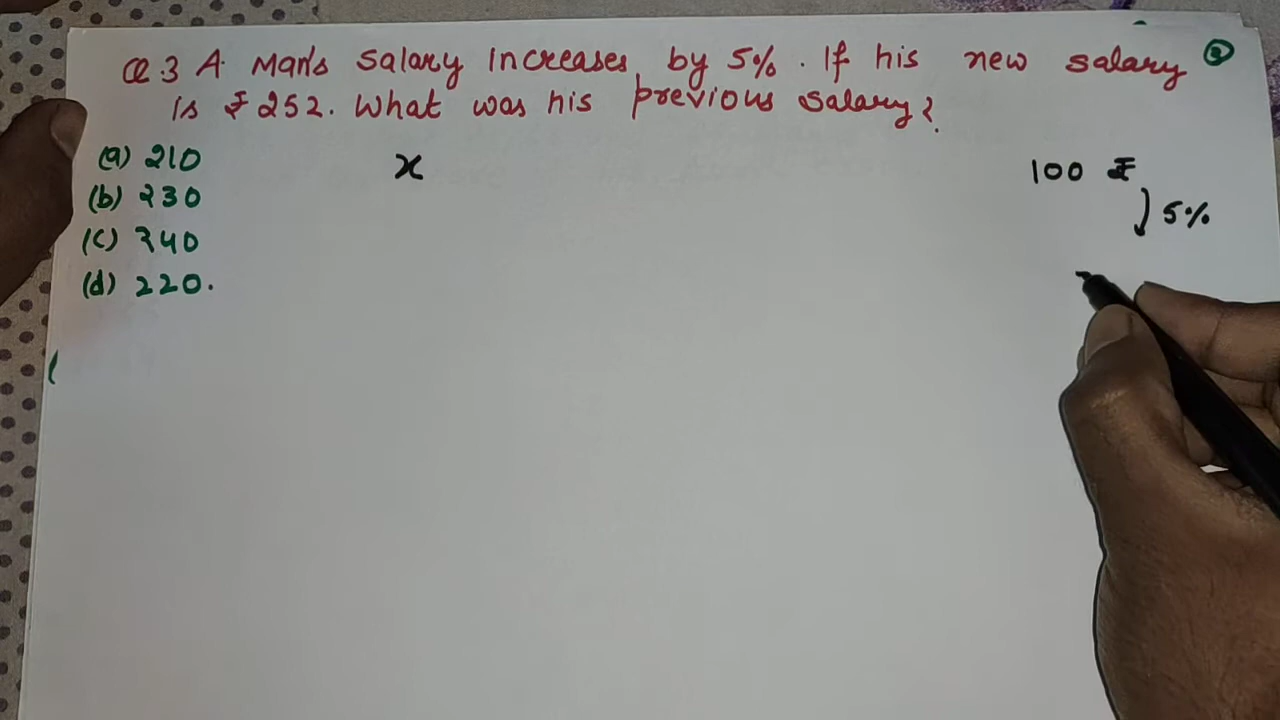 Q.3 A Man's Salary Increases by 5%. If his new salary ②
is ₹252. What was his previous salary?
(a) 210
(b) 230
(c) 240
(d) 220.
x
100 ₹
5%
(